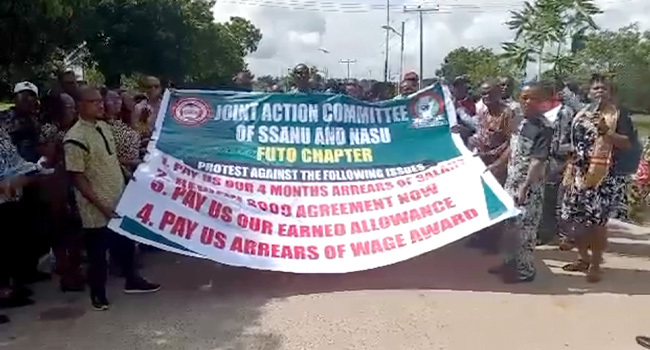 JOINT ACTION COMMITTEE
OF SSANU AND NASU
FUTO CHAPTER
PROTEST AGAINST THE FOLLOWING ISSUES
1. PAY US OUR 4 MONTHS ARREARS OF SALARY
2. 2009 AGREEMENT NOW
3. PAY US OUR EARNED ALLOWANCE
4. PAY US ARREARS OF WAGE AWARD